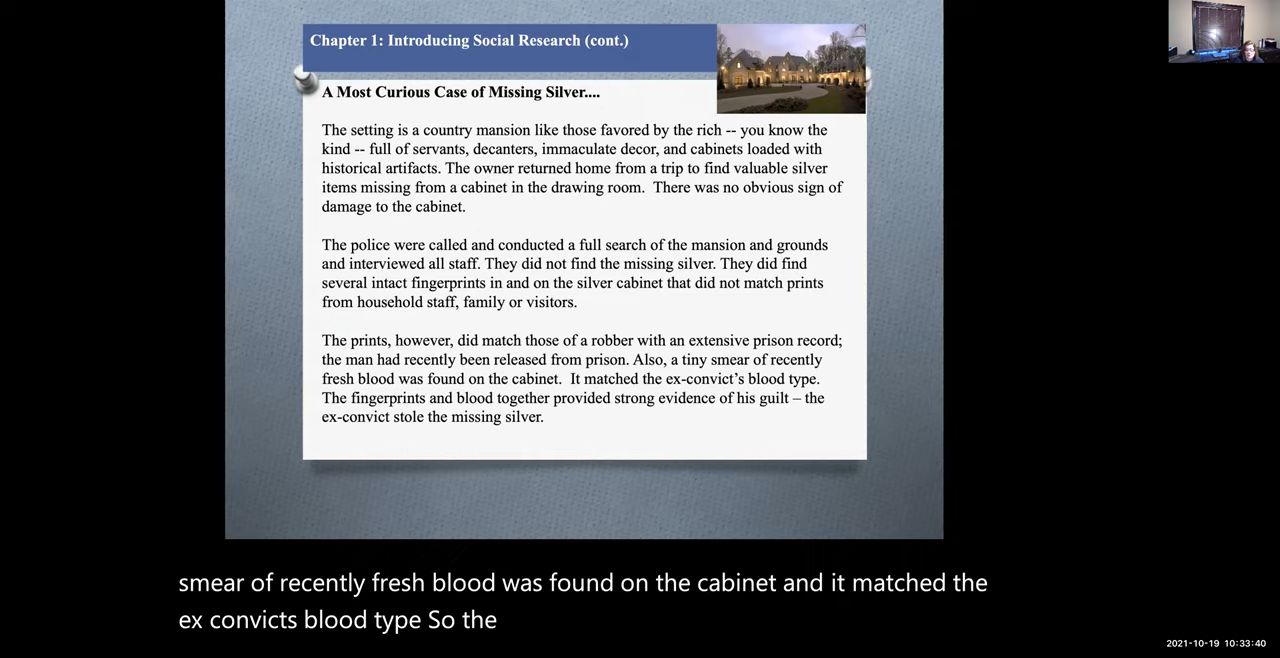 Chapter 1: Introducing Social Research (cont.)
A Most Curious Case of Missing Silver....
The setting is a country mansion like those favored by the rich -- you know the
kind -- full of servants, decanters, immaculate decor, and cabinets loaded with
historical artifacts. The owner returned home from a trip to find valuable silver
items missing from a cabinet in the drawing room.  There was no obvious sign of
damage to the cabinet.
The police were called and conducted a full search of the mansion and grounds
and interviewed all staff. They did not find the missing silver. They did find
several intact fingerprints in and on the silver cabinet that did not match prints
from household staff, family or visitors.
The prints, however, did match those of a robber with an extensive prison record;
the man had recently been released from prison. Also, a tiny smear of recently
fresh blood was found on the cabinet.  It matched the ex-convict’s blood type.
The fingerprints and blood together provided strong evidence of his guilt – the
ex-convict stole the missing silver.
smear of recently fresh blood was found on the cabinet and it matched the
ex convicts blood type So the
2021-10-19 10:33:40